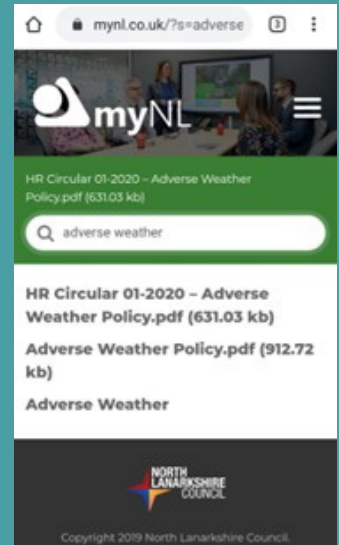 mynl.co.uk/?s=adverse
3
myNL
HR Circular 01-2020 – Adverse Weather
Policy.pdf (631.03 kb)
adverse weather
HR Circular 01-2020 – Adverse
Weather Policy.pdf (631.03 kb)
Adverse Weather Policy.pdf (912.72
kb)
Adverse Weather
NORTH
LANARKSHIRE
COUNCIL
Copyright 2019 North Lanarkshire Council.